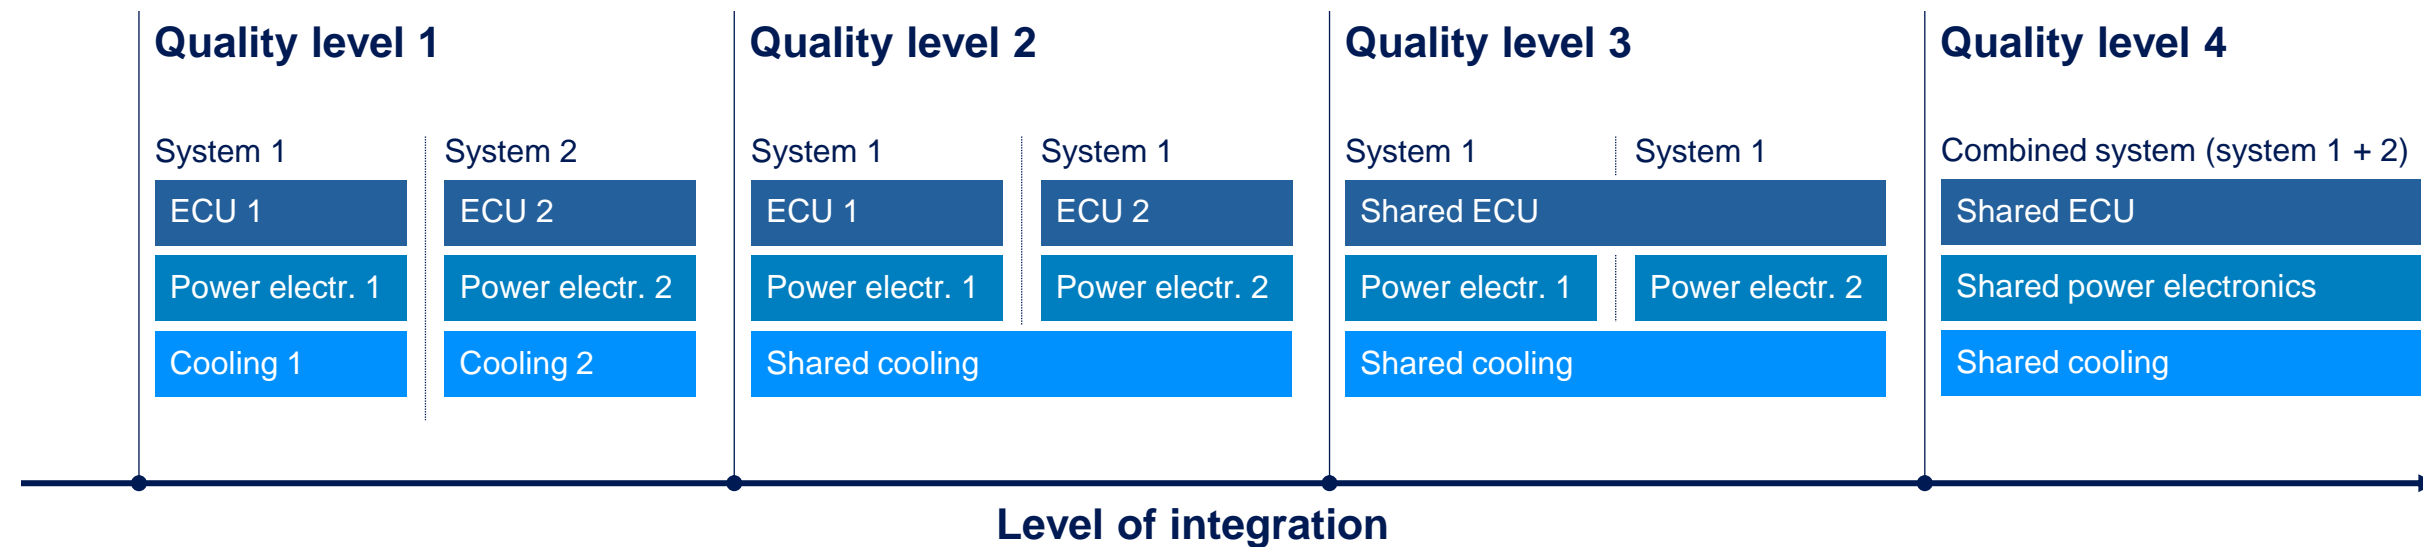 Quality level 1
System 1
System 2
ECU 1
ECU 2
Power electr. 1
Power electr. 2
Cooling 1
Cooling 2
Quality level 2
System 1
System 1
ECU 1
ECU 2
Power electr. 1
Power electr. 2
Shared cooling
Quality level 3
System 1
System 1
Shared ECU
Power electr. 1
Power electr. 2
Shared cooling
Quality level 4
Combined system (system 1 + 2)
Shared ECU
Shared power electronics
Shared cooling
Level of integration